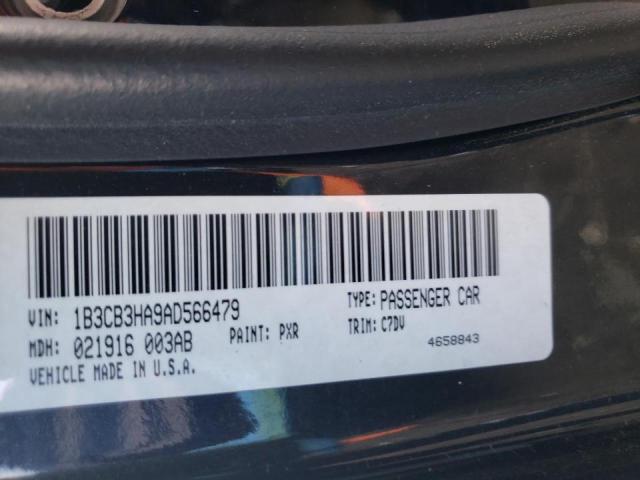 VIN: 1B3CB3HA9AD566479 TYPE: PASSENGER CAR
MDH: 021916 003AB PAINT: PXR TRIM: C7DV
VEHICLE MADE IN U.S.A. 4658843